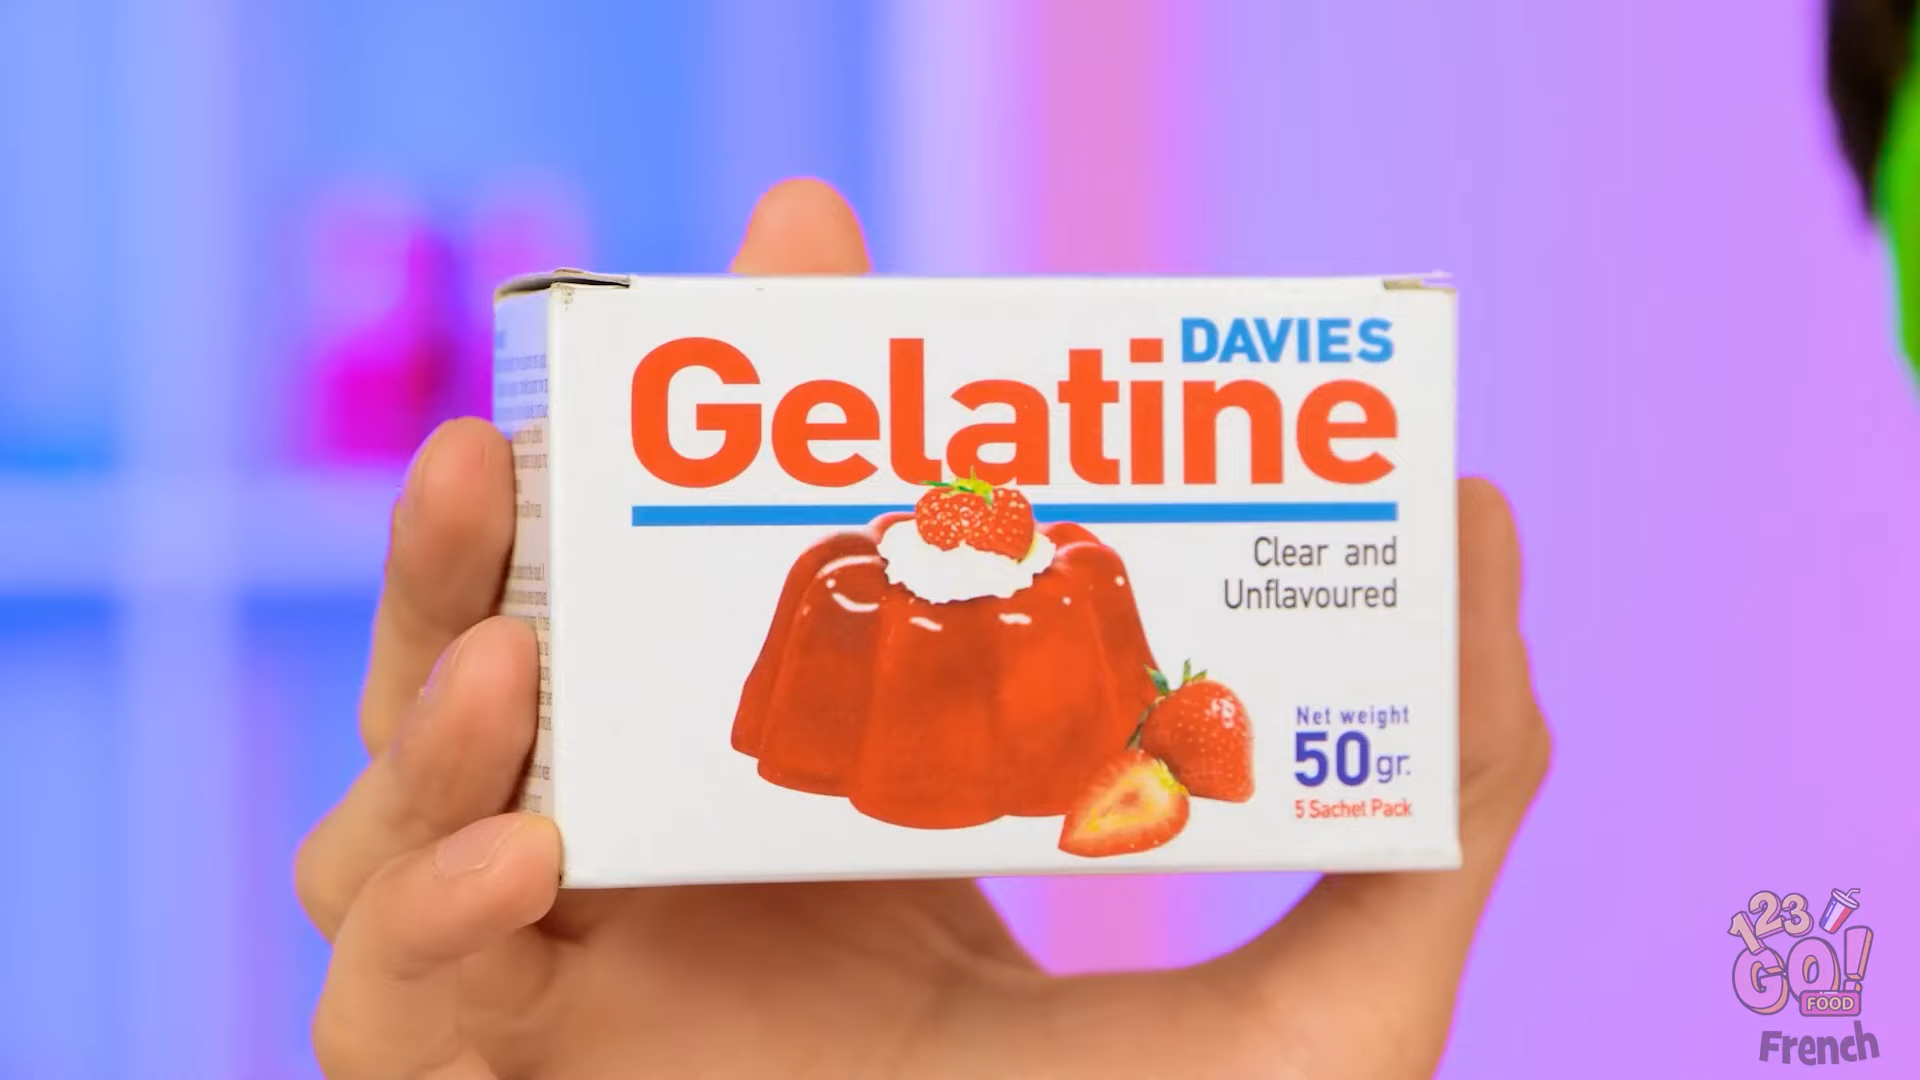 DAVIES
Gelatine
Clear and
Unflavoured
Net weight
50gr.
5 Sachet Pack
123
GO!
FOOD
French